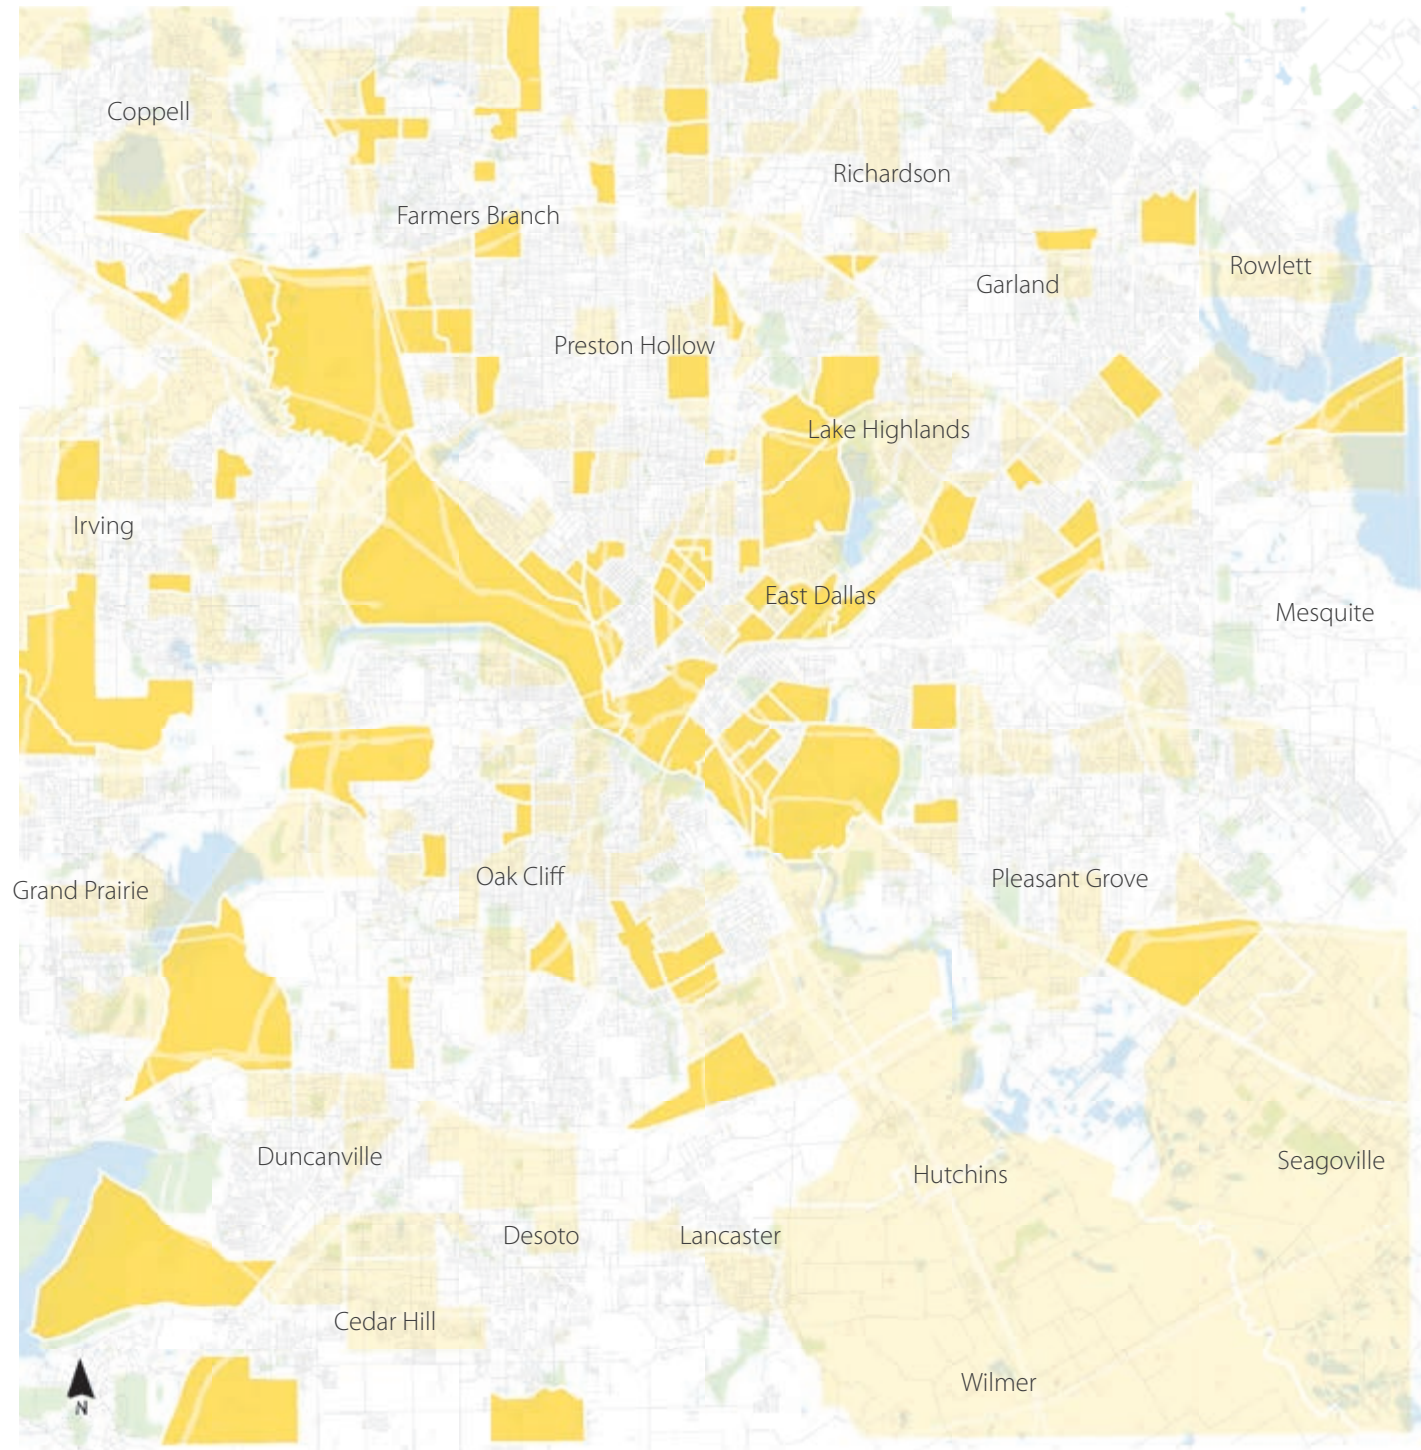 Coppell
Richardson
Farmers Branch
Rowlett
Garland
Preston Hollow
Lake Highlands
Irving
East Dallas
Mesquite
Oak Cliff
Pleasant Grove
Grand Prairie
Duncanville
Seagoville
Hutchins
Desoto
Lancaster
Cedar Hill
Wilmer
N